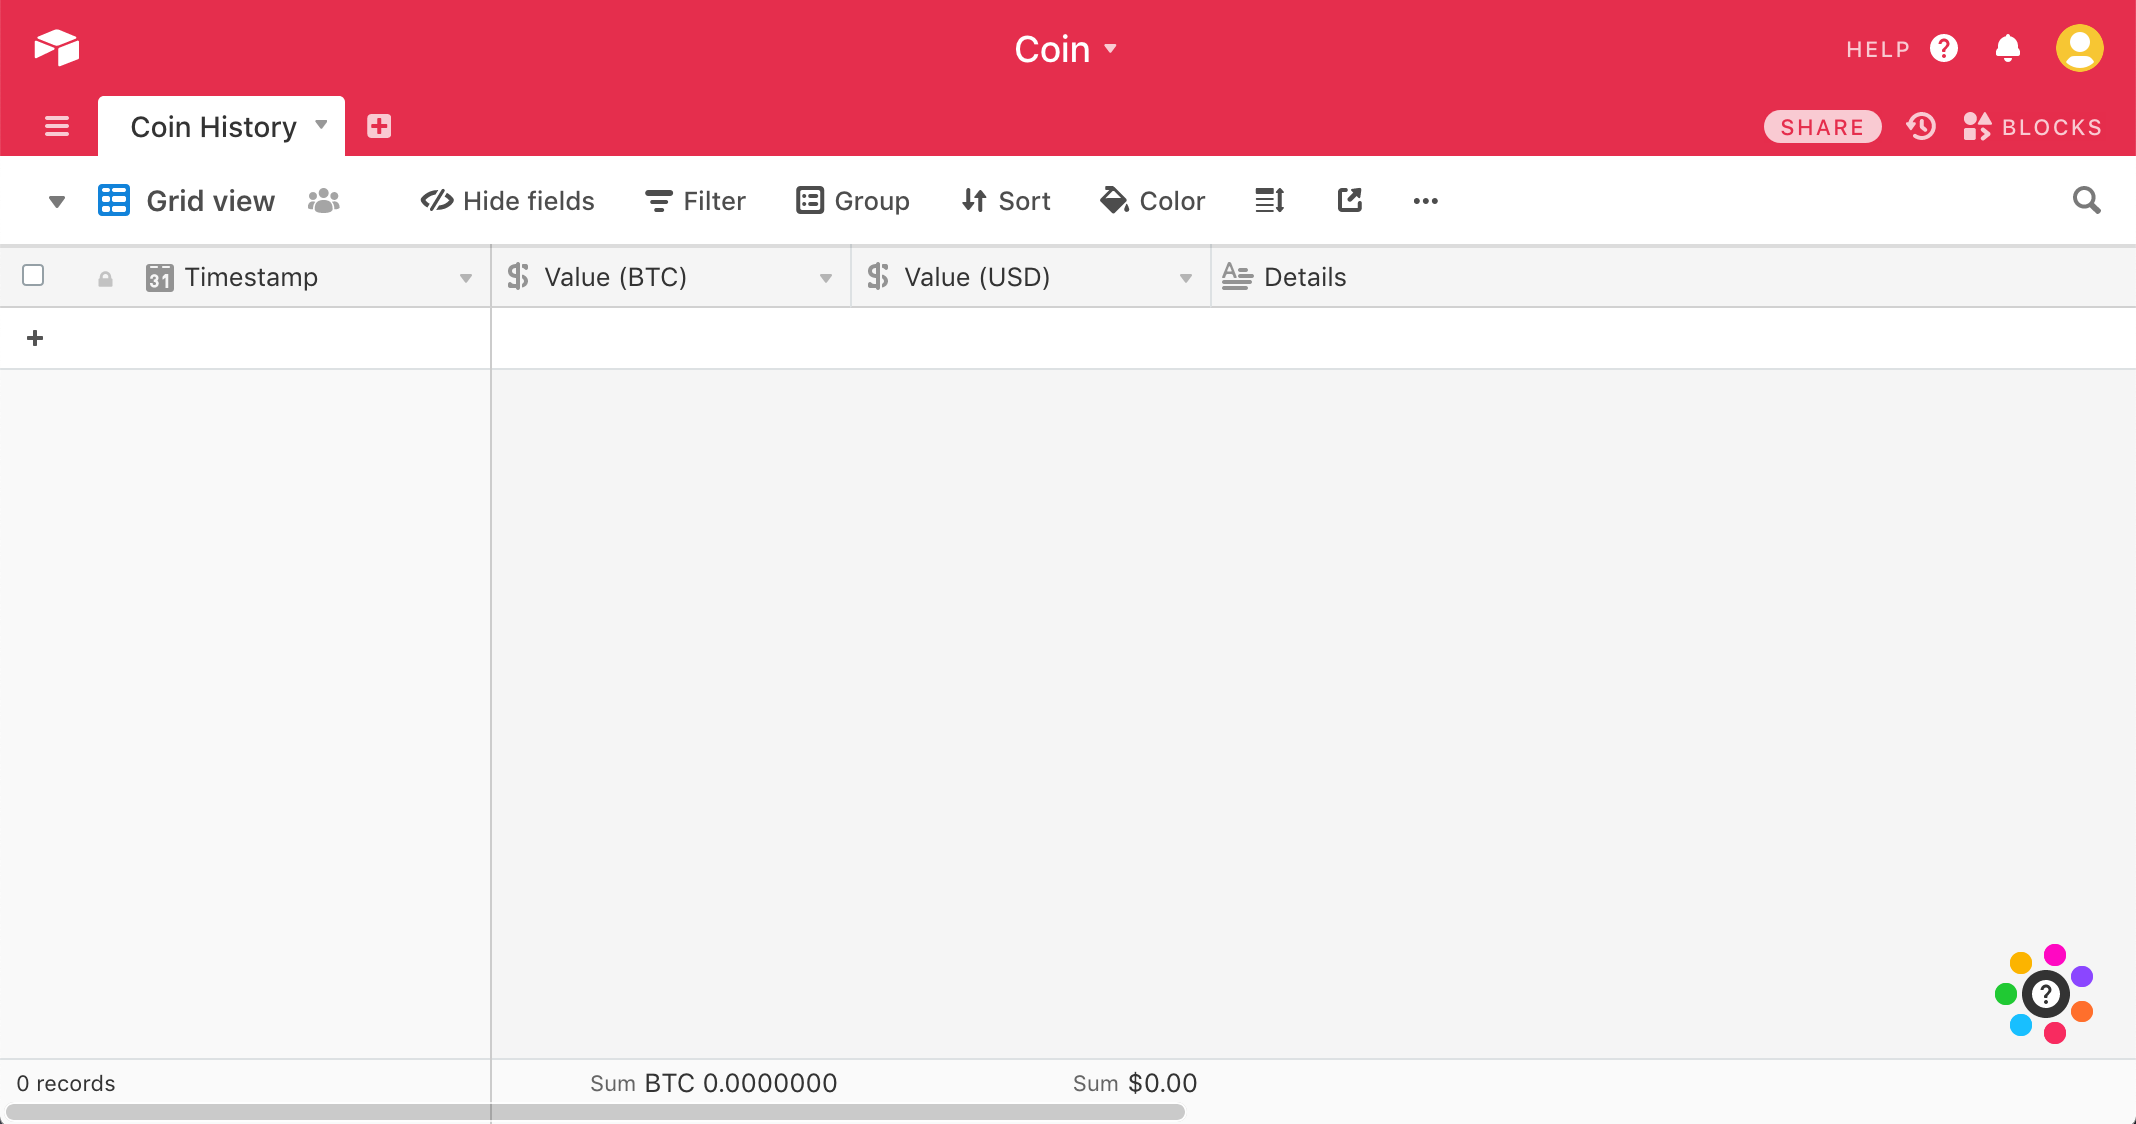 Coin
HELP ?
Coin History
SHARE BLOCKS
Grid view Hide fields Filter Group Sort Color
31 Timestamp $ Value (BTC) $ Value (USD) A Details
+
?
0 records Sum BTC 0.0000000 Sum $0.00